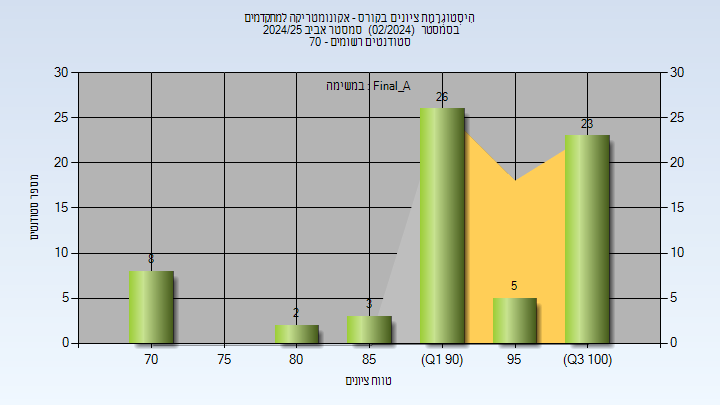 הִיסְטוֹגְרָמַת ציונים בקורס - אקונומטריקה למתקדמים
בסמסטר (02/2024) סמסטר אביב 2024/25
סטודנטים רשומים - 70
במשימה : Final_A
מספר סטודנטים
30 30
25 25
20 20
15 15
10 10
5 5
0 0
8 2 3 26 5 23
70 75 80 85 (Q1 90) 95 (Q3 100)
טווח ציונים